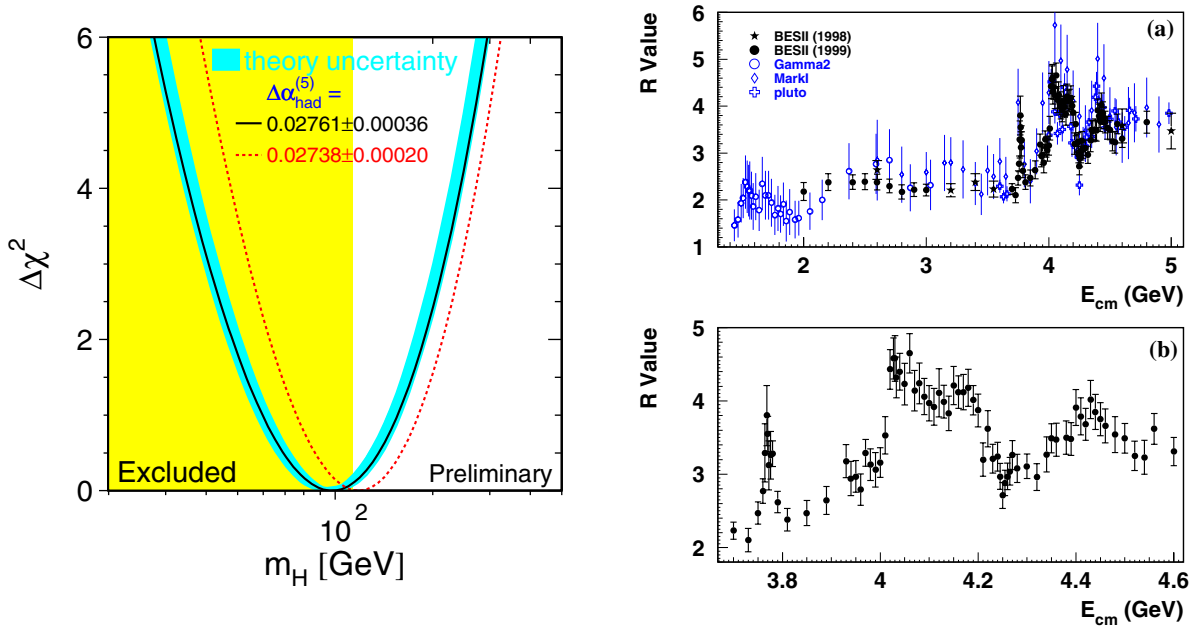 6
4
2
0
Δχ²
theory uncertainty
Δα(5)had =
0.02761±0.00036
0.02738±0.00020
Excluded
Preliminary
10²
mH [GeV]
R Value
6
5
4
3
2
1
(a)
BESII (1998)
BESII (1999)
Gamma2
MarkI
pluto
2
3
4
5
Ecm (GeV)
R Value
5
4
3
2
(b)
3.8
4
4.2
4.4
4.6
Ecm (GeV)